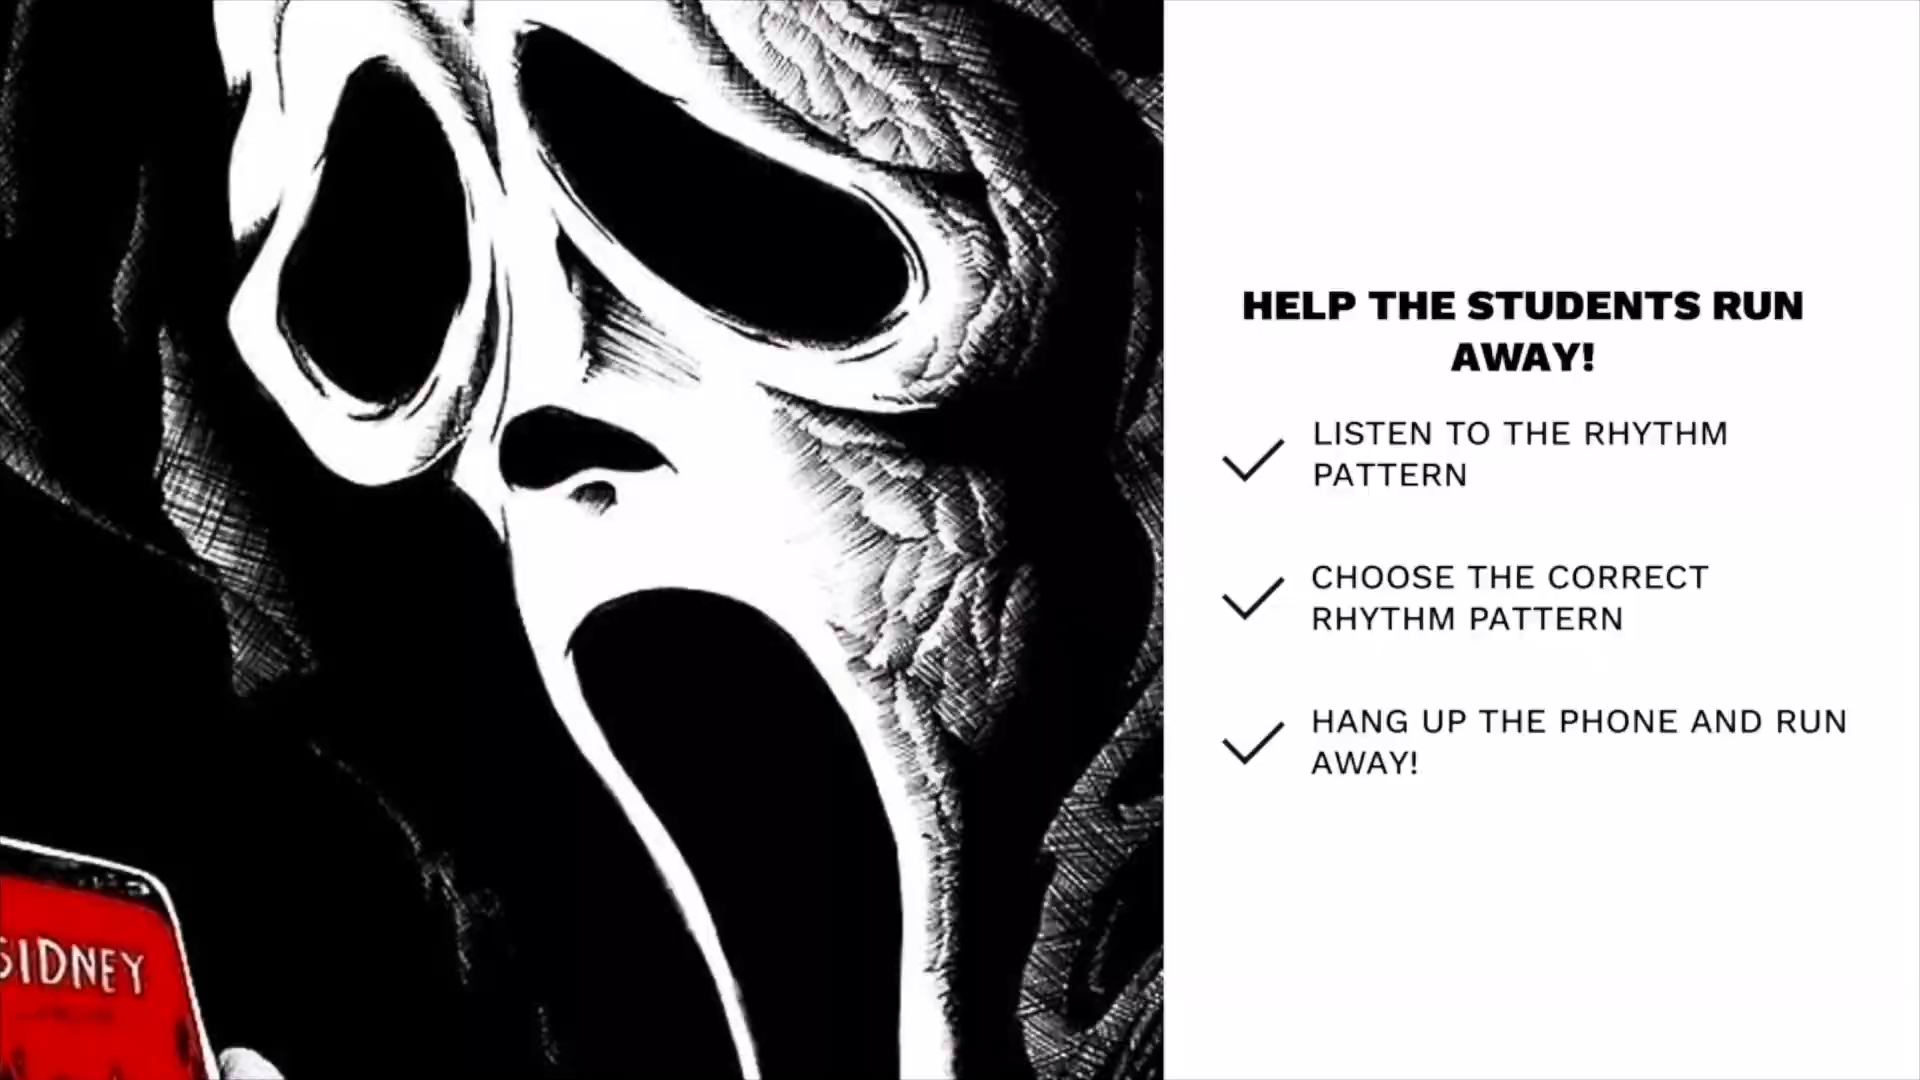 HELP THE STUDENTS RUN
AWAY!
LISTEN TO THE RHYTHM
PATTERN
CHOOSE THE CORRECT
RHYTHM PATTERN
HANG UP THE PHONE AND RUN
AWAY!
SIDNEY